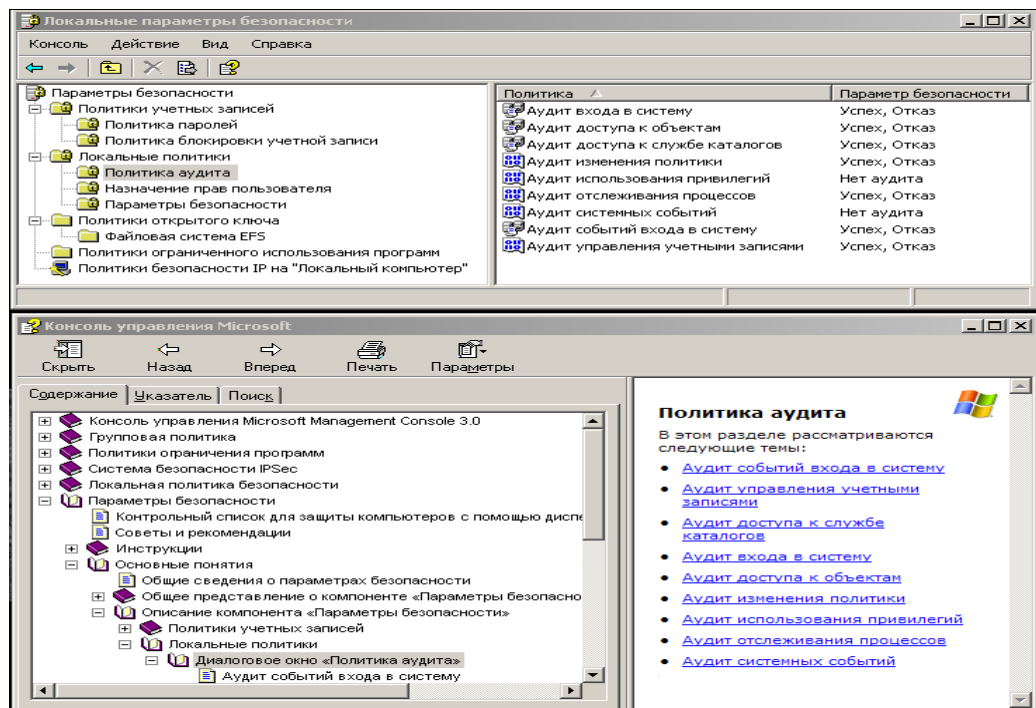 Локальные параметры безопасности
Консоль Действие Вид Справка
Параметры безопасности
Политики учетных записей
Политика паролей
Политика блокировки учетной записи
Локальные политики
Политика аудита
Назначение прав пользователя
Параметры безопасности
Политики открытого ключа
Файловая система EFS
Политики ограниченного использования программ
Политики безопасности IP на "Локальный компьютер"
Политика Параметр безопасности
Аудит входа в систему Успех, Отказ
Аудит доступа к объектам Успех, Отказ
Аудит доступа к службе каталогов Успех, Отказ
Аудит изменения политики Успех, Отказ
Аудит использования привилегий Нет аудита
Аудит отслеживания процессов Успех, Отказ
Аудит системных событий Нет аудита
Аудит событий входа в систему Успех, Отказ
Аудит управления учетными записями Успех, Отказ
Консоль управления Microsoft
Скрыть Назад Вперед Печать Параметры
Содержание Указатель Поиск
Консоль управления Microsoft Management Console 3.0
Групповая политика
Политики ограничения программ
Система безопасности IPSec
Локальная политика безопасности
Параметры безопасности
Контрольный список для защиты компьютеров с помощью диспе
Советы и рекомендации
Инструкции
Основные понятия
Общие сведения о параметрах безопасности
Общее представление о компоненте «Параметры безопасно
Описание компонента «Параметры безопасности»
Политики учетных записей
Локальные политики
Диалоговое окно «Политика аудита»
Аудит событий входа в систему
Политика аудита
В этом разделе рассматриваются
следующие темы:
Аудит событий входа в систему
Аудит управления учетными
записями
Аудит доступа к службе
каталогов
Аудит входа в систему
Аудит доступа к объектам
Аудит изменения политики
Аудит использования привилегий
Аудит отслеживания процессов
Аудит системных событий